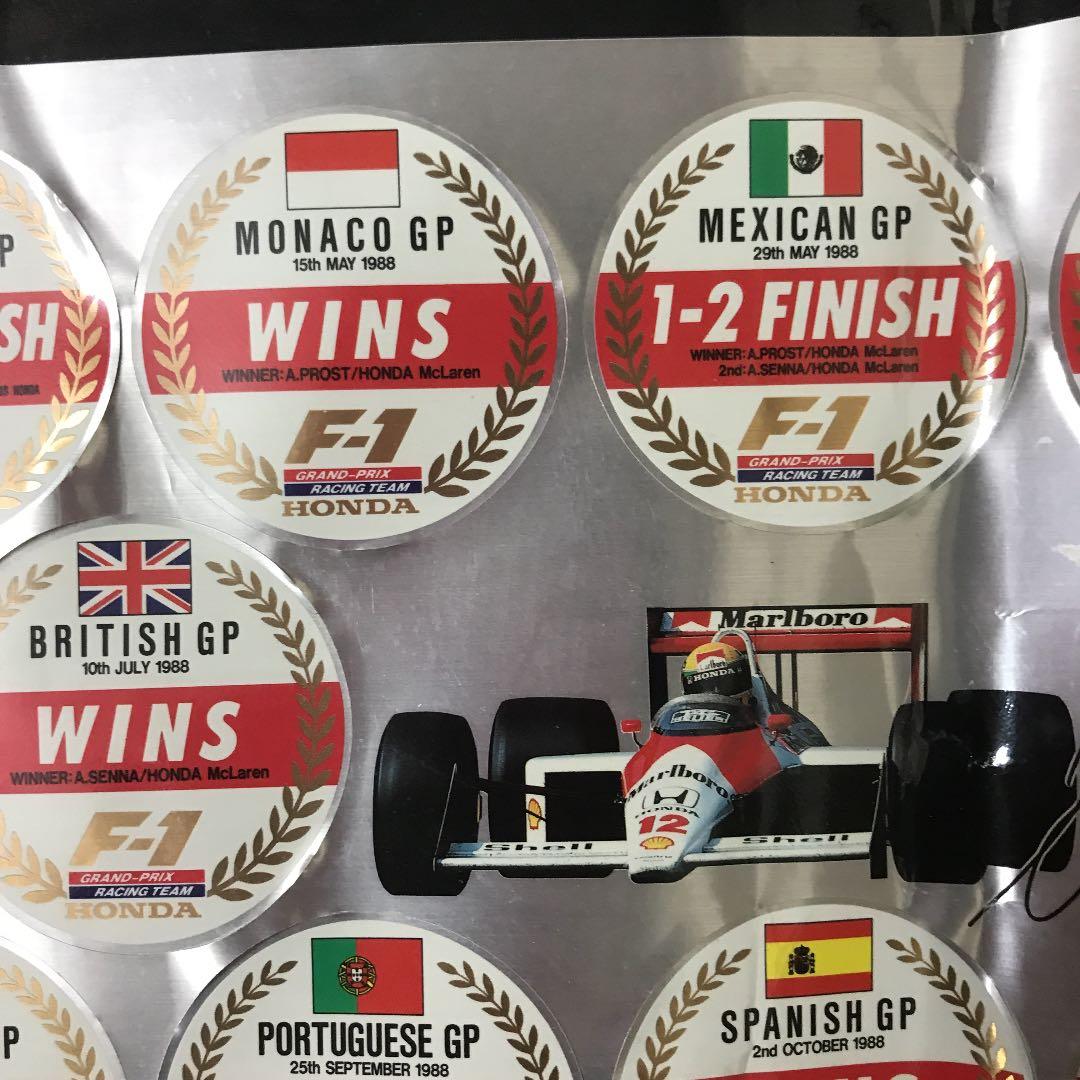 P
SH
HONDA
MONACO GP
15th MAY 1988
WINS
WINNER:A.PROST/HONDA McLaren
F-1
GRAND-PRIX
RACING TEAM
HONDA
MEXICAN GP
29th MAY 1988
1-2 FINISH
WINNER:A.PROST/HONDA McLaren
2nd:A.SENNA/HONDA McLaren
F-1
GRAND-PRIX
RACING TEAM
HONDA
BRITISH GP
10th JULY 1988
WINS
WINNER:A.SENNA/HONDA McLaren
F-1
GRAND-PRIX
RACING TEAM
HONDA
Marlboro
HONDA
Marlboro
HONDA
12
Shell
Shell
P
PORTUGUESE GP
25th SEPTEMBER 1988
SPANISH GP
2nd OCTOBER 1988